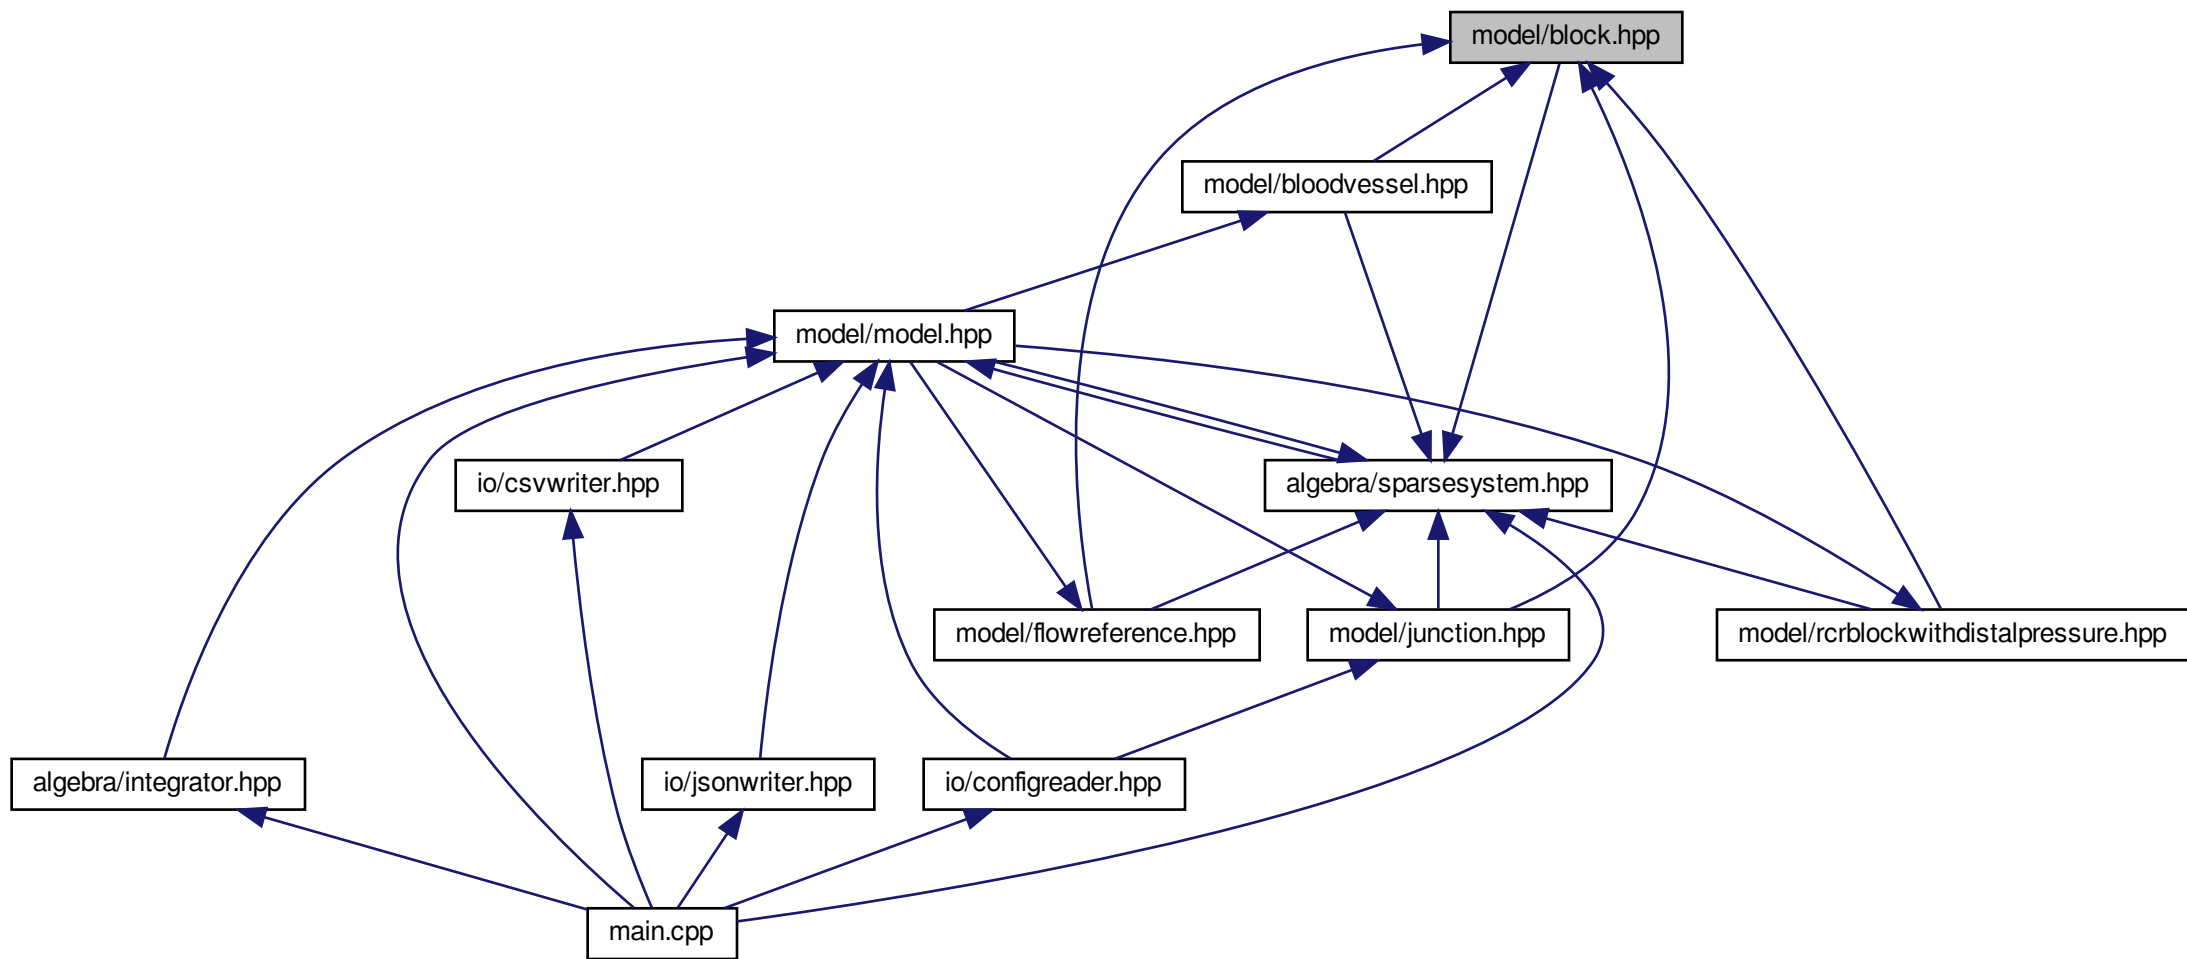 model/block.hpp
model/bloodvessel.hpp
model/model.hpp
io/csvwriter.hpp
algebra/sparsesystem.hpp
model/flowreference.hpp
model/junction.hpp
model/rcrblockwithdistalpressure.hpp
algebra/integrator.hpp
io/jsonwriter.hpp
io/configreader.hpp
main.cpp